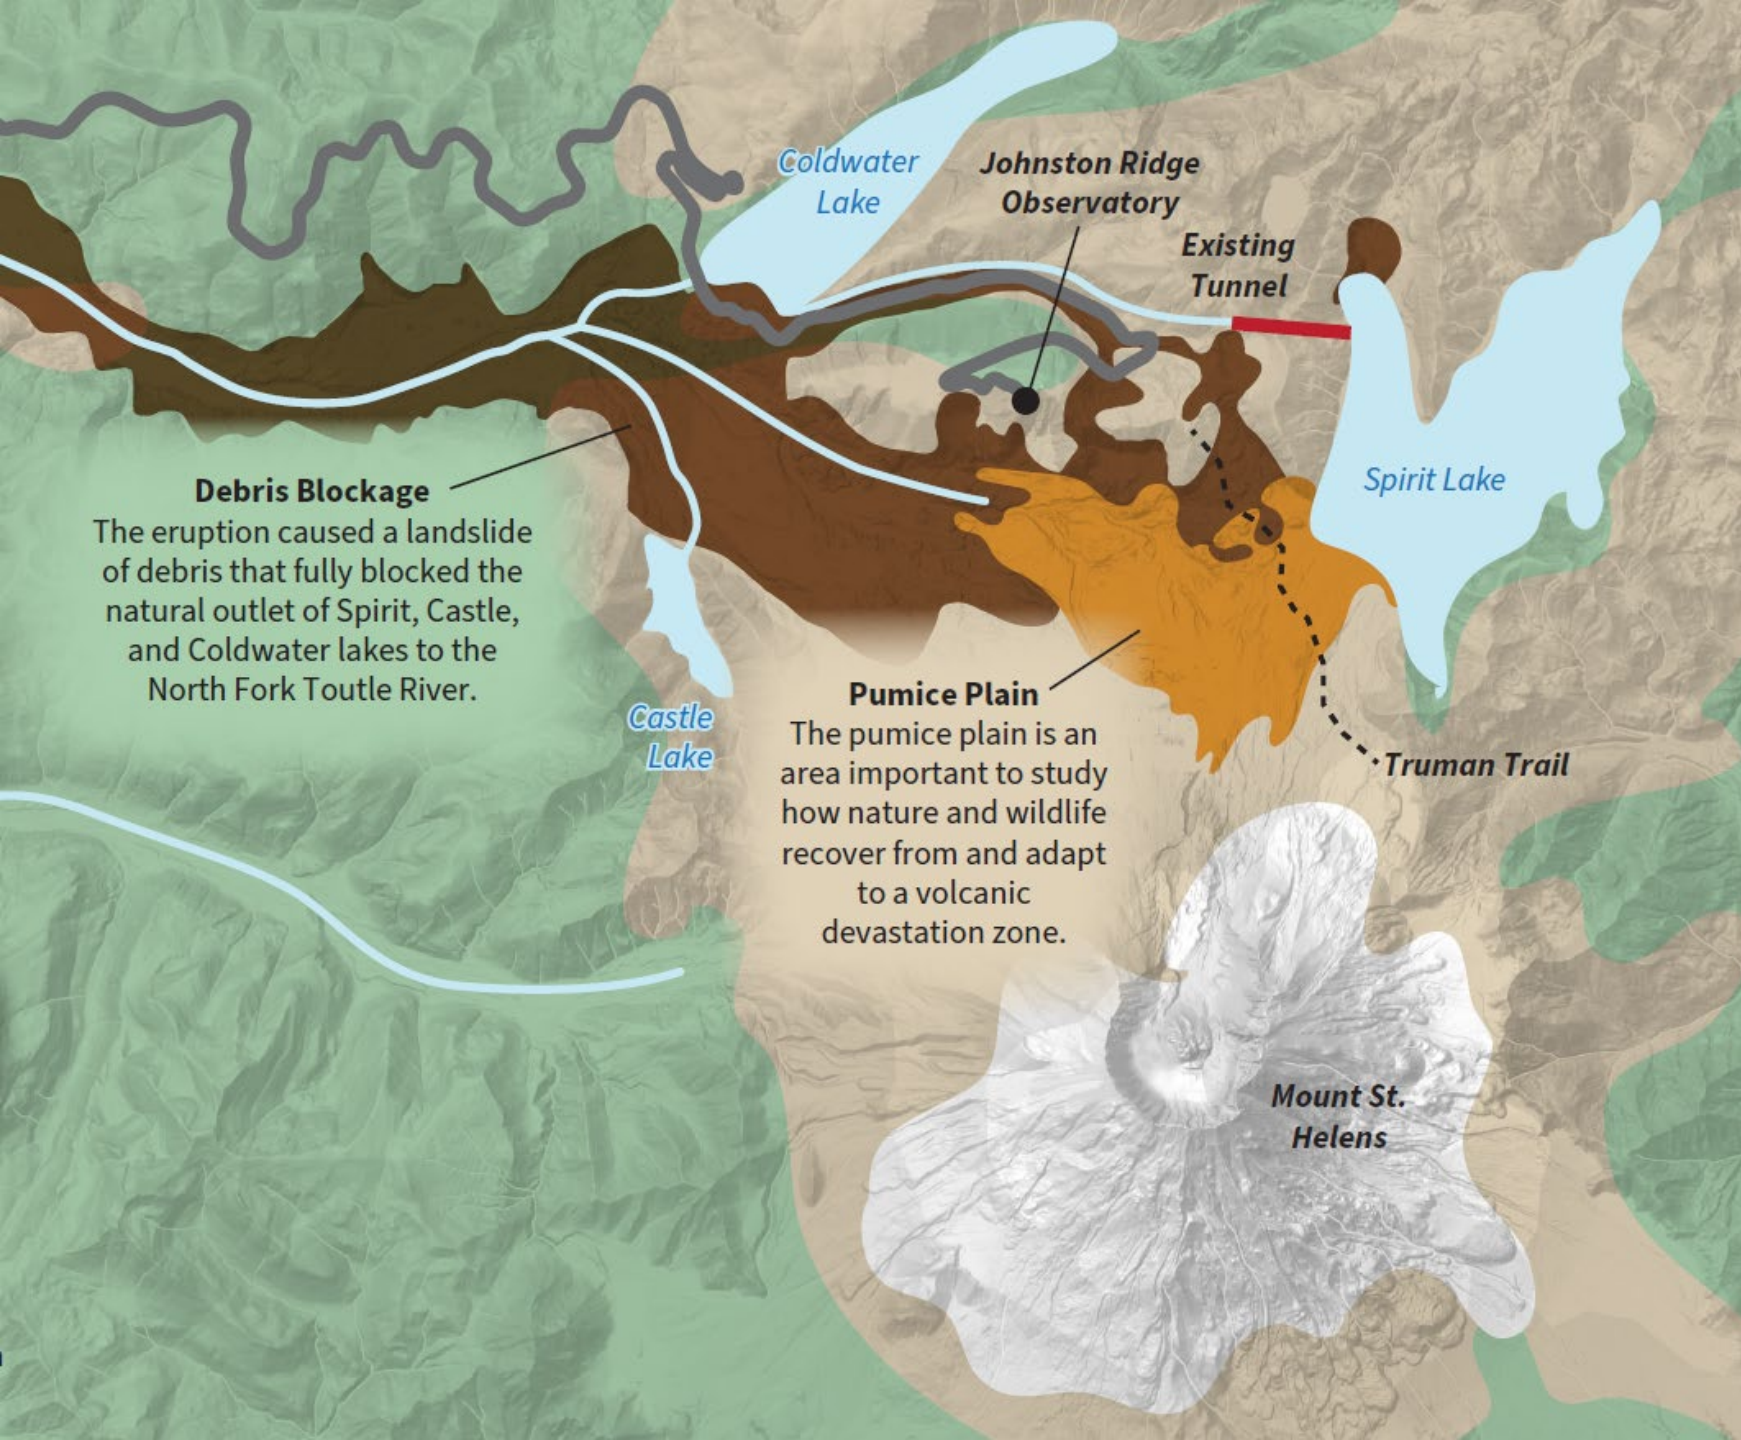 Coldwater
Lake
Johnston Ridge
Observatory
Existing
Tunnel
Spirit Lake
Debris Blockage
The eruption caused a landslide
of debris that fully blocked the
natural outlet of Spirit, Castle,
and Coldwater lakes to the
North Fork Toutle River.
Castle
Lake
Pumice Plain
The pumice plain is an
area important to study
how nature and wildlife
recover from and adapt
to a volcanic
devastation zone.
Truman Trail
Mount St.
Helens